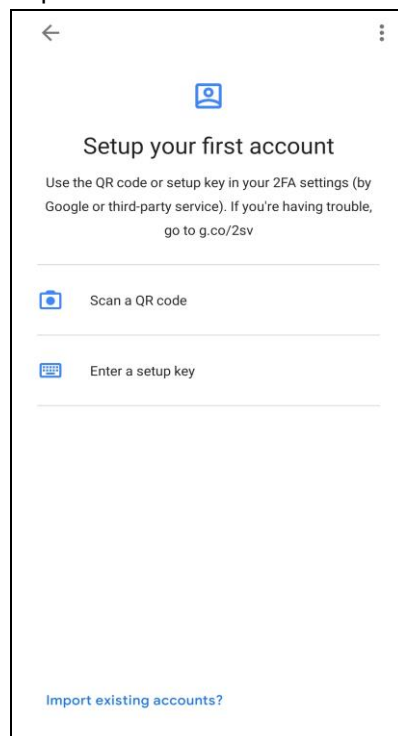 Setup your first account
Use the QR code or setup key in your 2FA settings (by
Google or third-party service). If you're having trouble,
go to g.co/2sv
Scan a QR code
Enter a setup key
Import existing accounts?